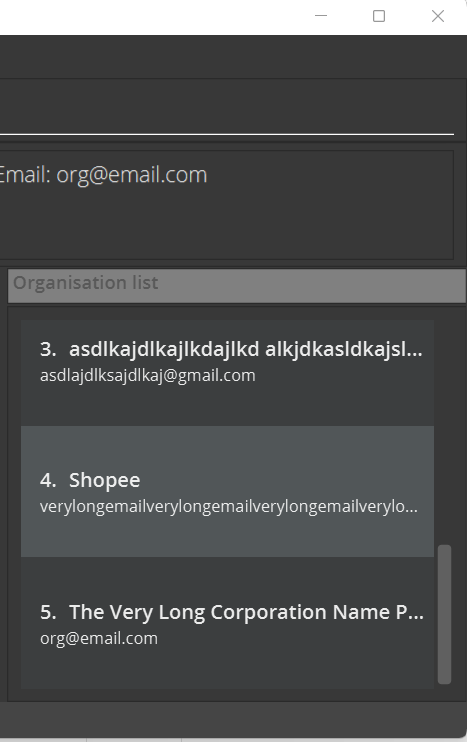 Email: org@email.com
Organisation list
3. asdlkajdlkajlkdajlkd alkjdkasldkajsl...
asdlajdlksajdlkaj@gmail.com
4. Shopee
verylongemailverylongemailverylongemailverylo...
5. The Very Long Corporation Name P...
org@email.com